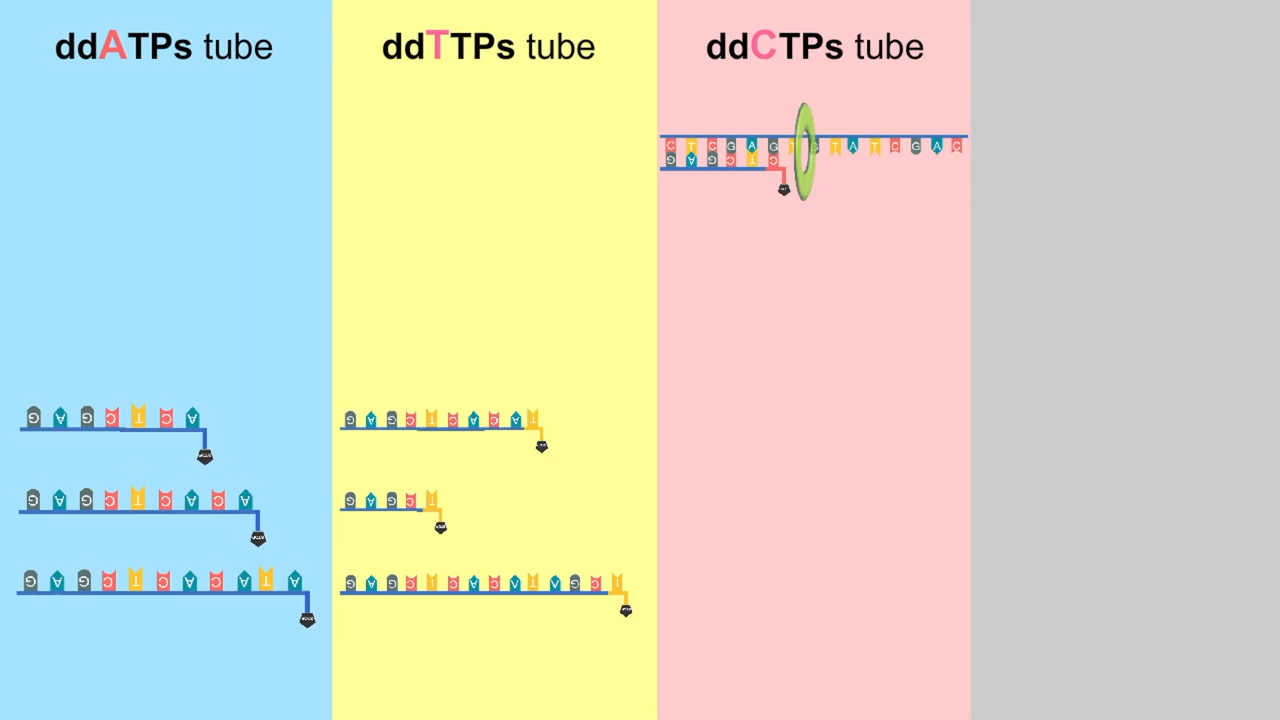 ddATPs tube
ddTTPs tube
ddCTPs tube
C T C G A G T G T A T C G A C
G A G C T C
G A G C T C A
G A G C T C A C A
G A G C T C A C A T A
G A G C T C A C A T
G A G C T
G A G C T C A C A T A G C T